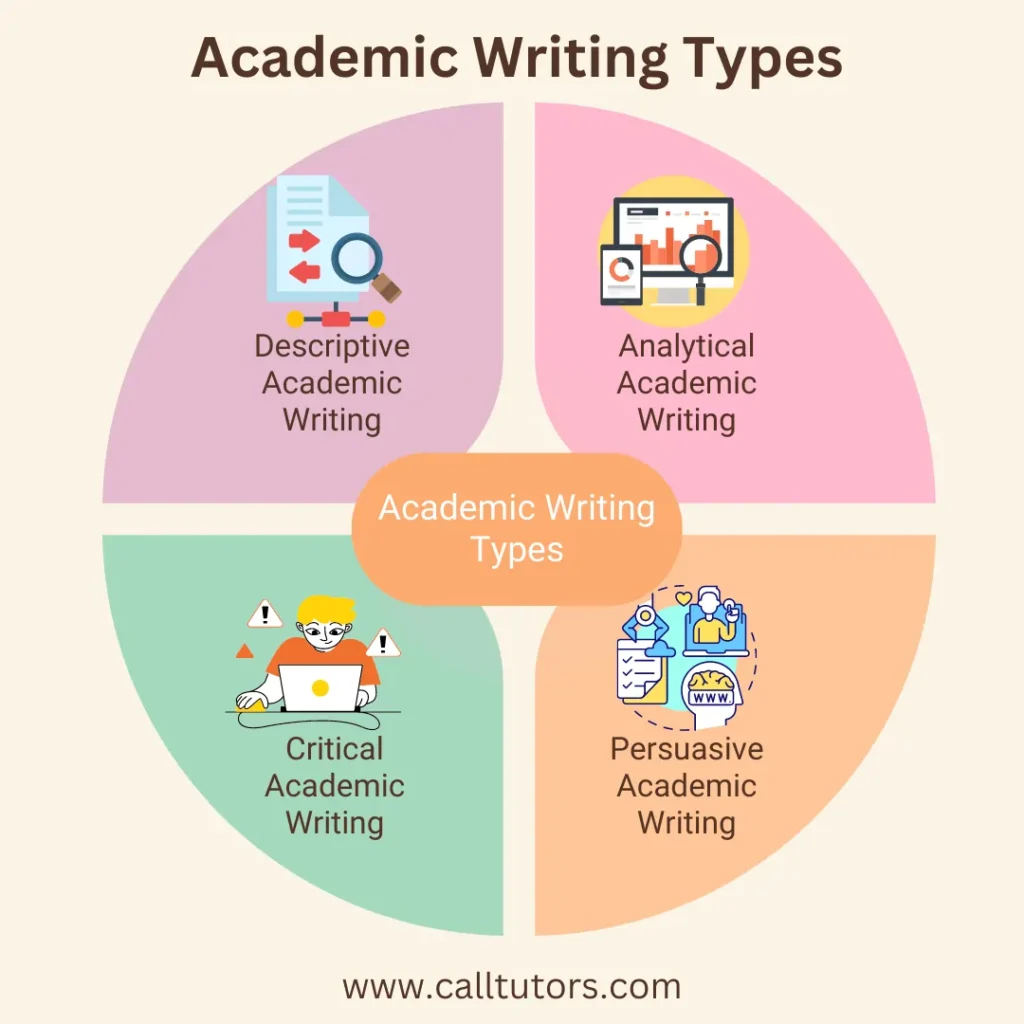 Academic Writing Types
Descriptive
Academic
Writing
Analytical
Academic
Writing
Academic Writing
Types
!
!
Critical
Academic
Writing
WWW.
Persuasive
Academic
Writing
www.calltutors.com